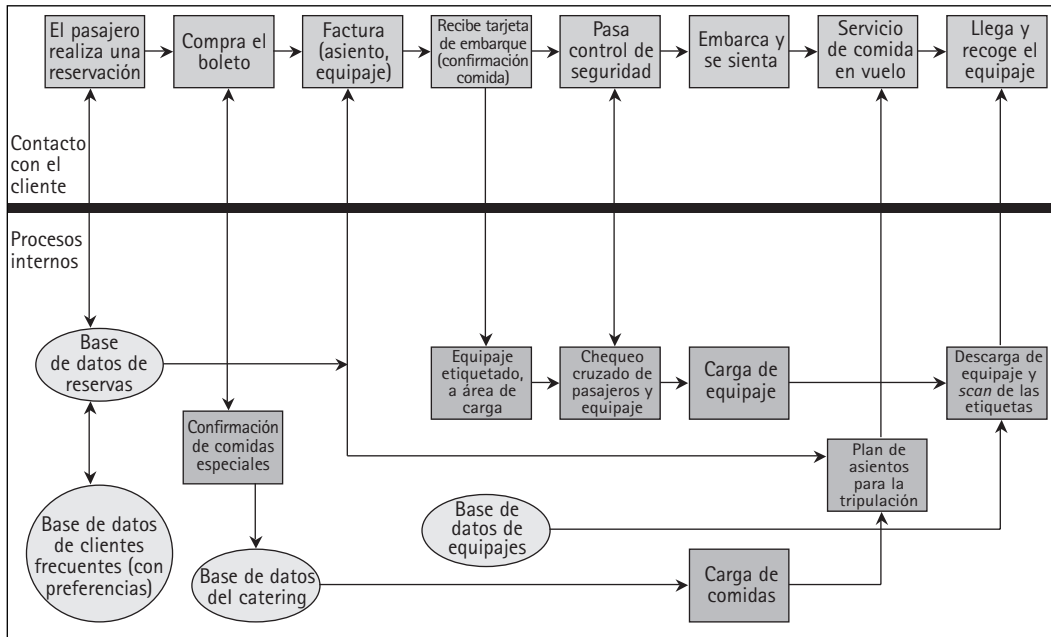 El pasajero
realiza una
reservación
Compra el
boleto
Factura
(asiento,
equipaje)
Recibe tarjeta
de embarque
(confirmación
comida)
Pasa
control de
seguridad
Embarca y
se sienta
Servicio
de comida
en vuelo
Llega y
recoge el
equipaje
Contacto
con el
cliente
Procesos
internos
Base
de datos de
reservas
Equipaje
etiquetado,
a área de
carga
Chequeo
cruzado de
pasajeros y
equipaje
Carga de
equipaje
Descarga de
equipaje y
scan de las
etiquetas
Confirmación
de comidas
especiales
Plan de
asientos
para la
tripulación
Base de datos
de clientes
frecuentes (con
preferencias)
Base de
datos de
equipajes
Base de datos
del catering
Carga de
comidas